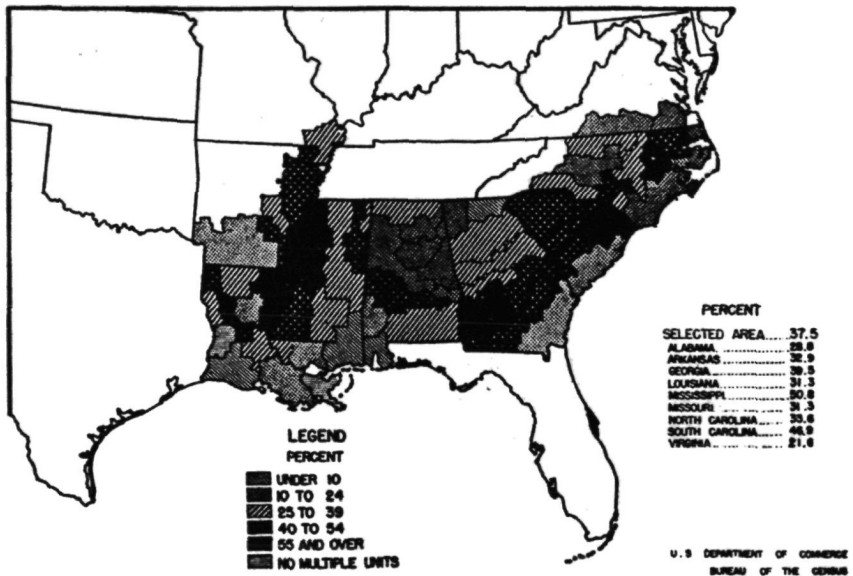 PERCENT
SELECTED AREA....37.5
ALABAMA.............28.8
ARKANSAS............32.9
GEORGIA.............39.5
LOUISIANA...........31.3
MISSISSIPPI.........50.8
MISSOURI............31.3
NORTH CAROLINA......33.6
SOUTH CAROLINA......46.9
VIRGINIA............21.6
LEGEND
PERCENT
UNDER 10
10 TO 24
25 TO 39
40 TO 54
55 AND OVER
NO MULTIPLE UNITS
U.S DEPARTMENT OF COMMERCE
BUREAU OF THE CENSUS